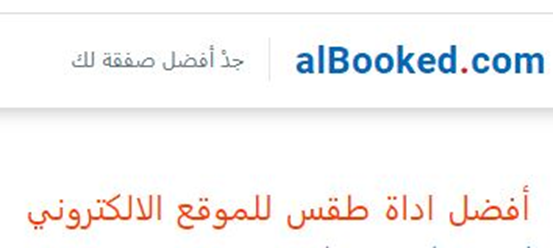 alBooked.com
جدْ أفضل صفقة لك
أفضل اداة طقس للموقع الالكتروني